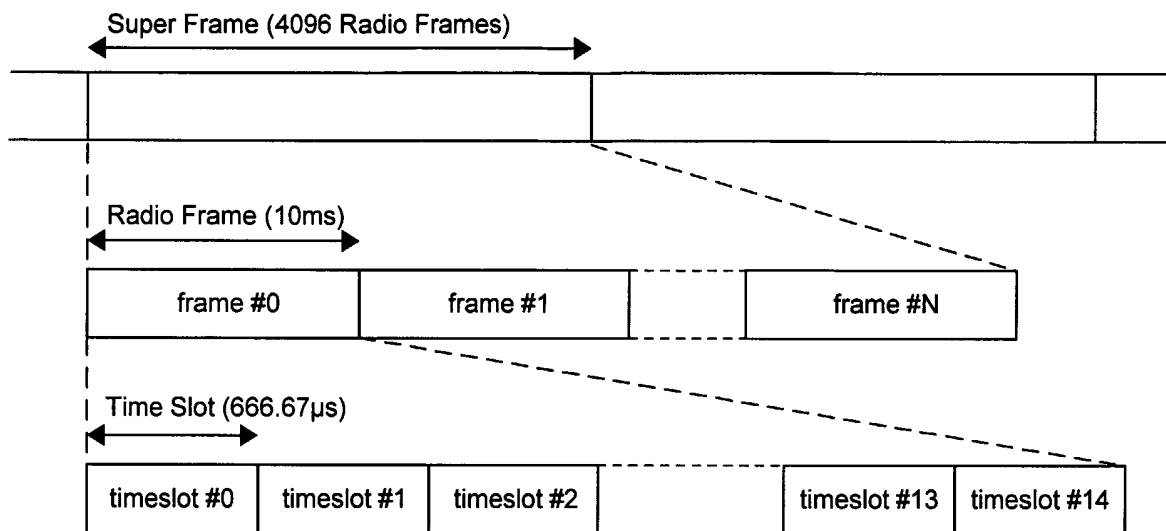 Super Frame (4096 Radio Frames)
Radio Frame (10ms)
frame #0 frame #1 frame #N
Time Slot (666.67µs)
timeslot #0 timeslot #1 timeslot #2 timeslot #13 timeslot #14